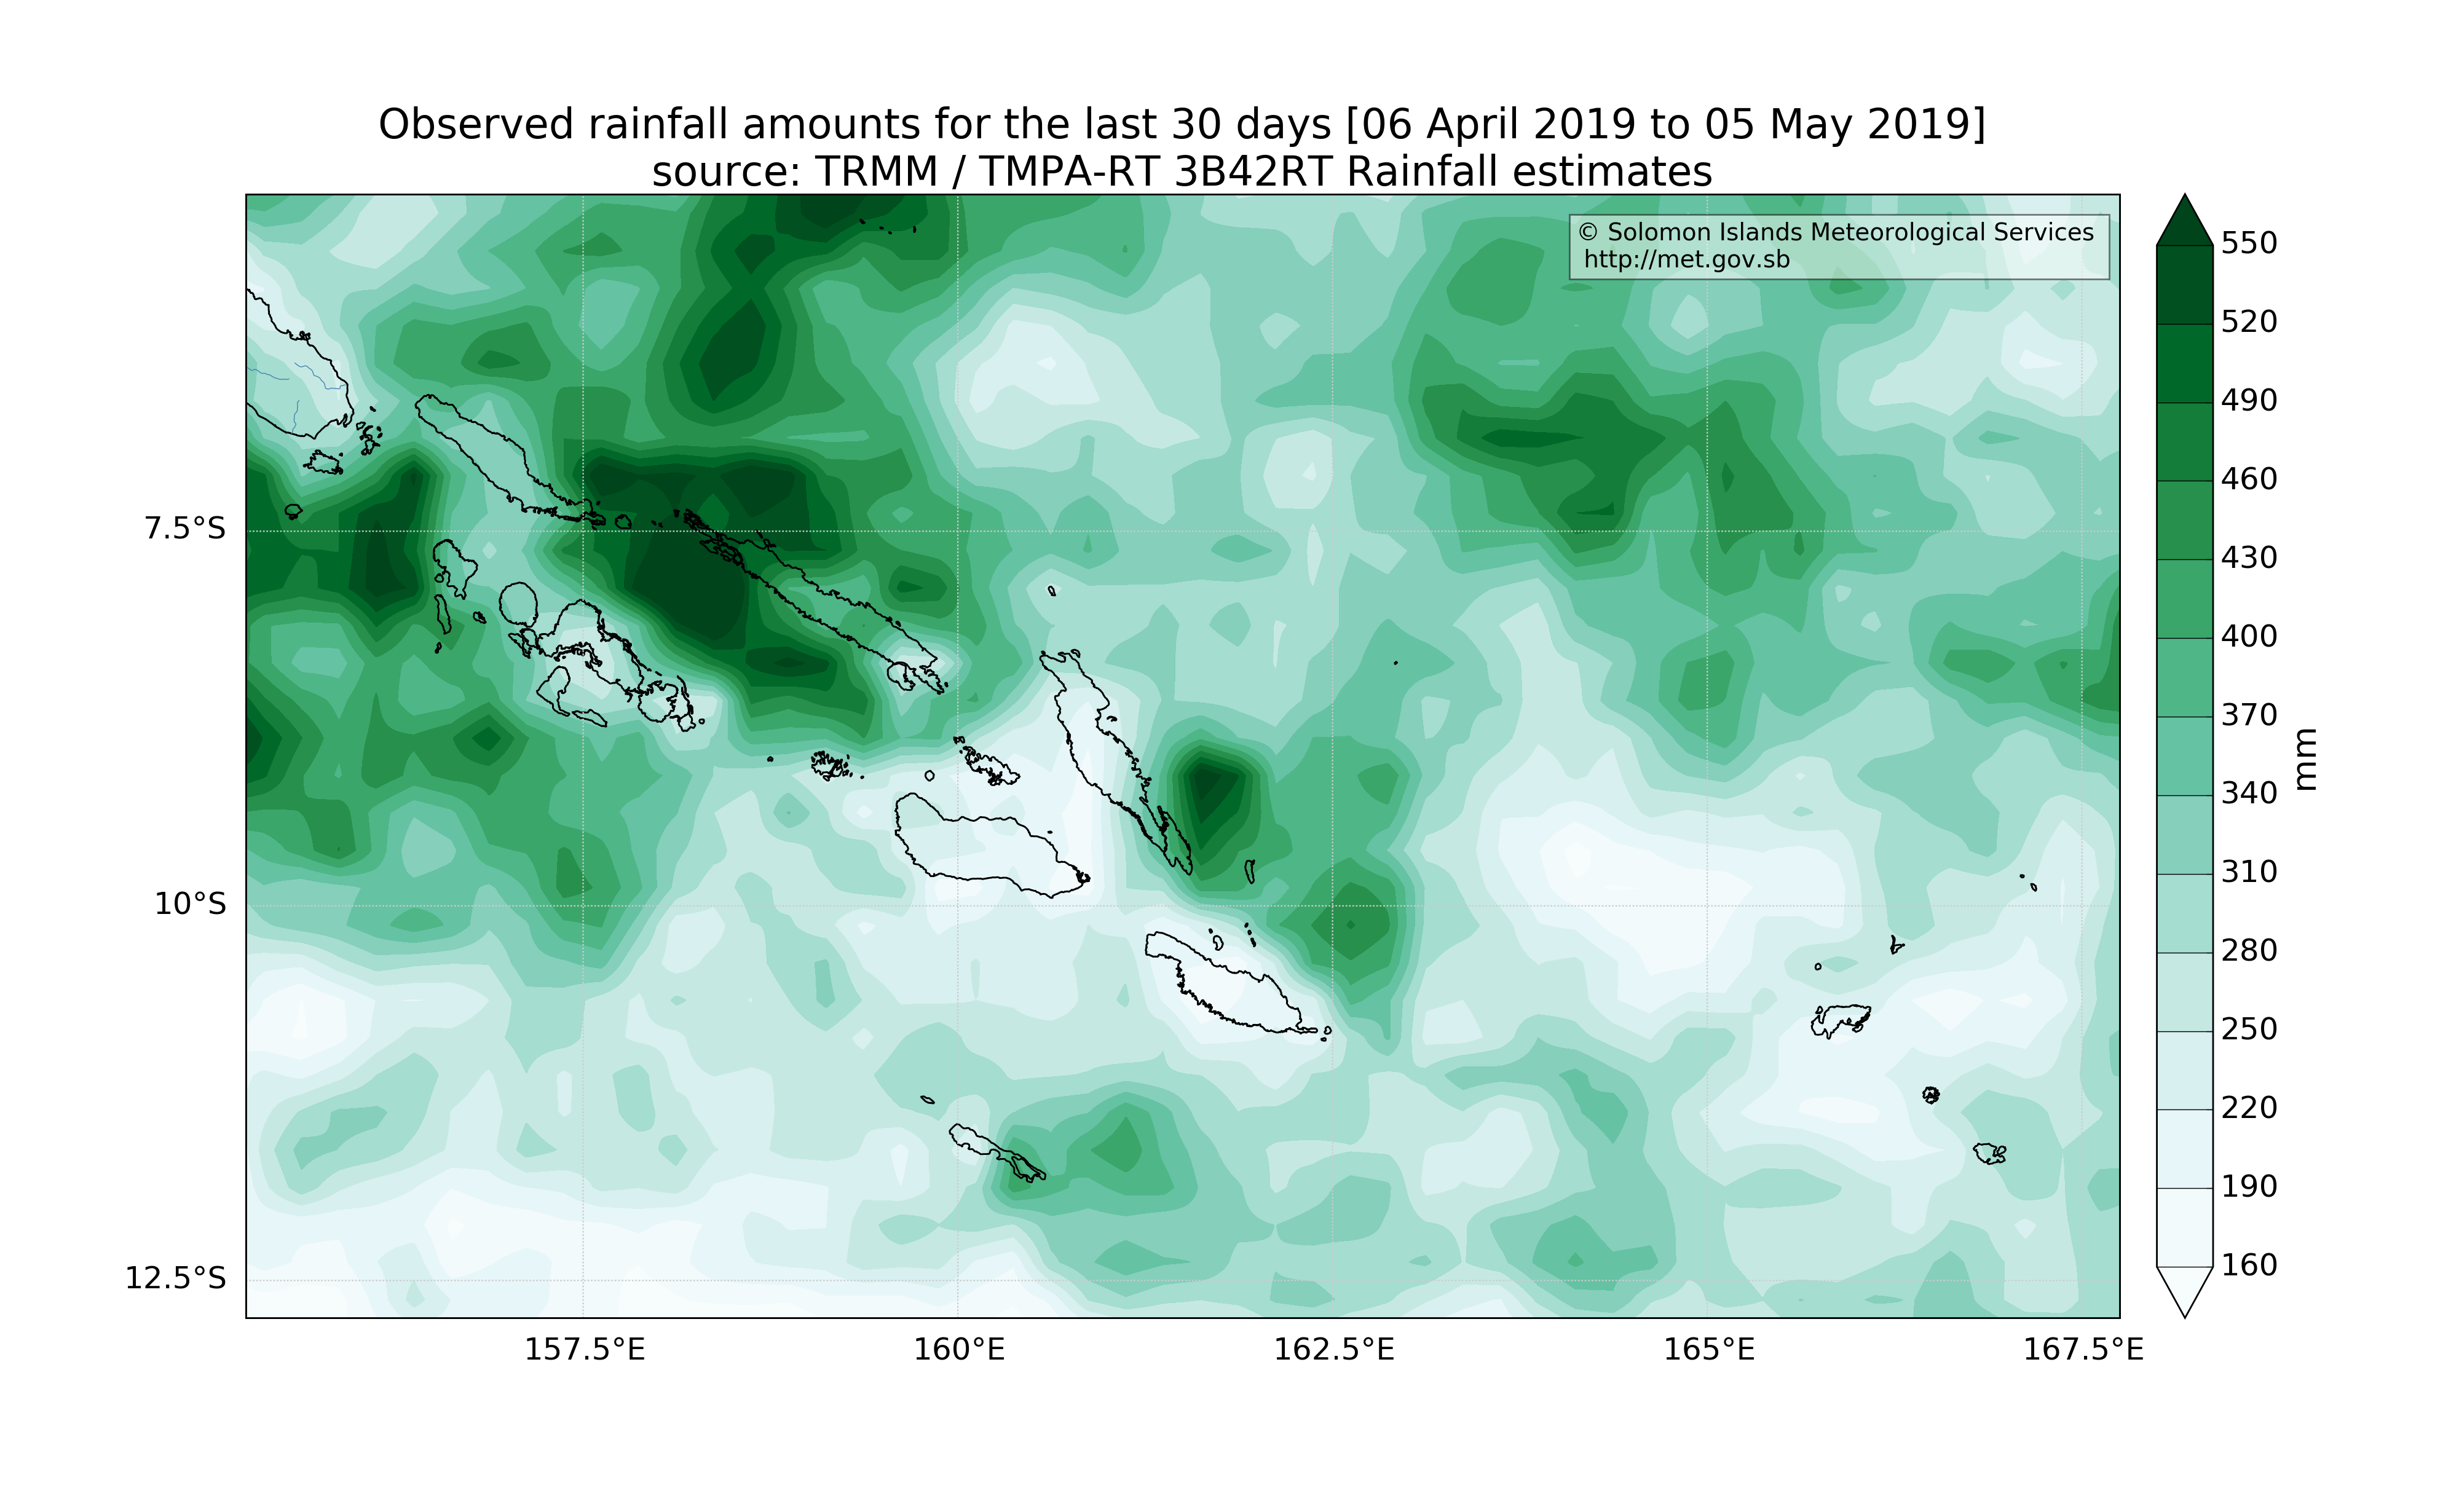 Observed rainfall amounts for the last 30 days [06 April 2019 to 05 May 2019]
source: TRMM / TMPA-RT 3B42RT Rainfall estimates
© Solomon Islands Meteorological Services
http://met.gov.sb
7.5°S
10°S
12.5°S
157.5°E
160°E
162.5°E
165°E
167.5°E
550
520
490
460
430
400
370
340
310
280
250
220
190
160
mm